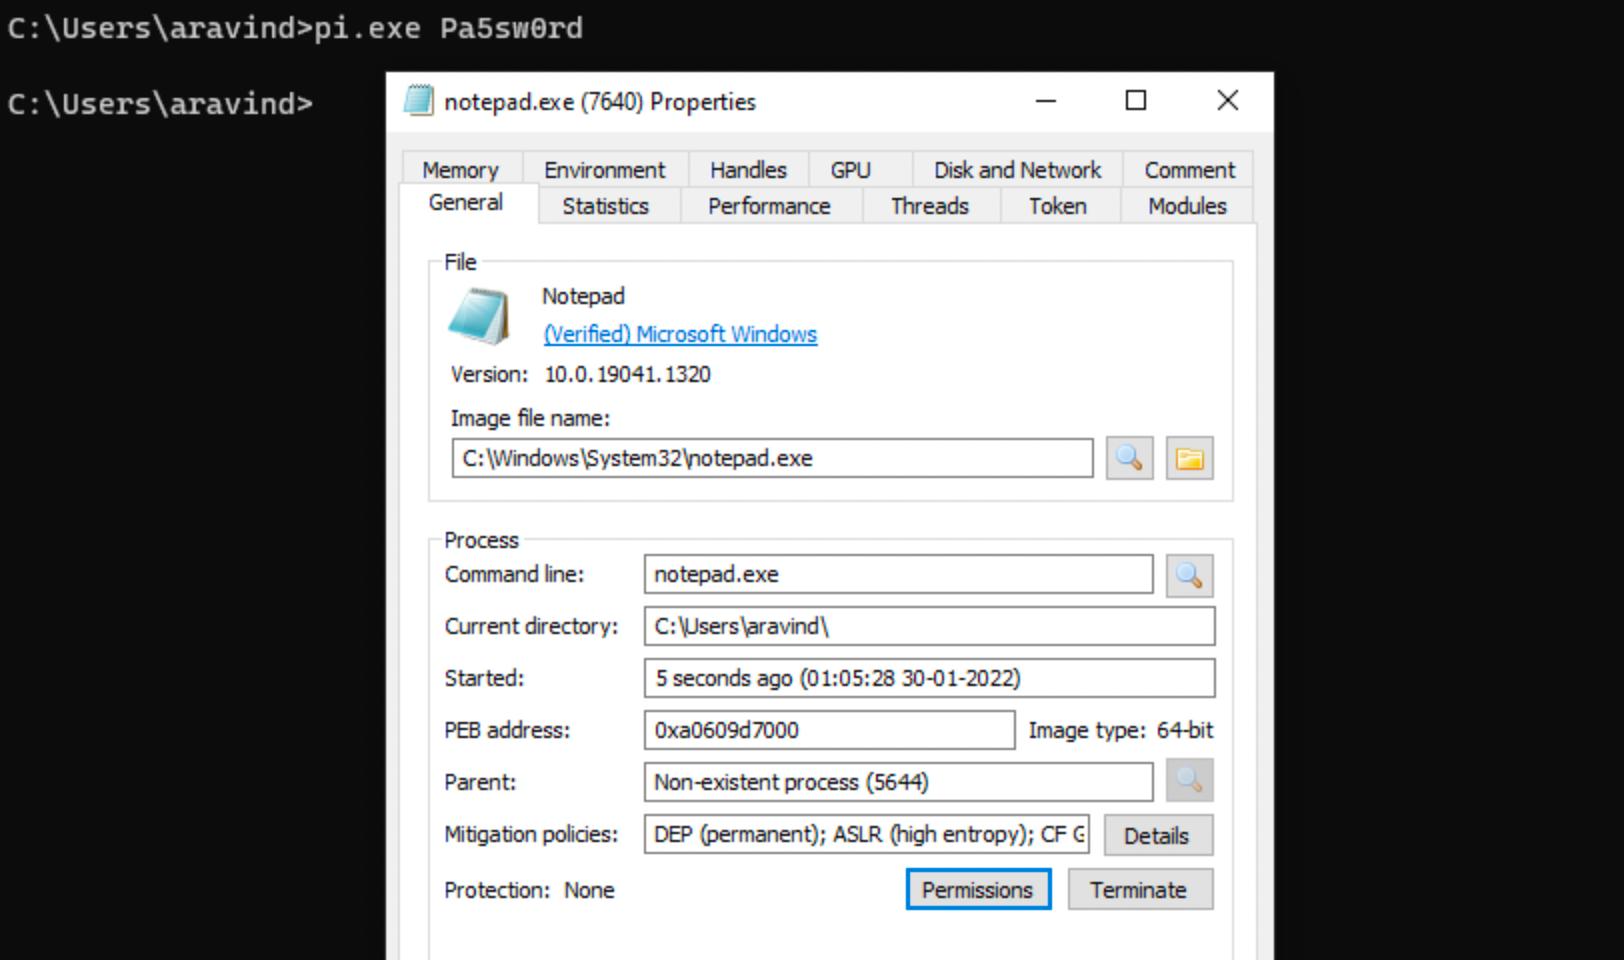 C:\Users\aravind>pi.exe Pa5sw0rd
C:\Users\aravind>
notepad.exe (7640) Properties
Memory Environment Handles GPU Disk and Network Comment
General Statistics Performance Threads Token Modules
File
Notepad
(Verified) Microsoft Windows
Version: 10.0.19041.1320
Image file name:
C:\Windows\System32\notepad.exe
Process
Command line: notepad.exe
Current directory: C:\Users\aravind\
Started: 5 seconds ago (01:05:28 30-01-2022)
PEB address: 0xa0609d7000 Image type: 64-bit
Parent: Non-existent process (5644)
Mitigation policies: DEP (permanent); ASLR (high entropy); CF G Details
Protection: None Permissions Terminate